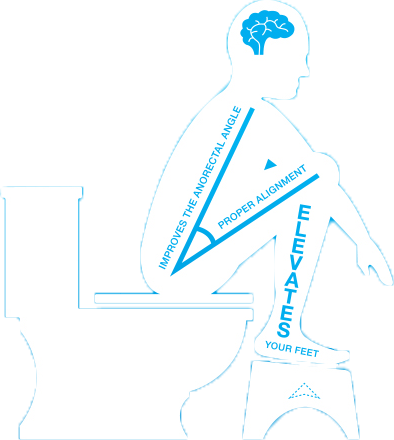 IMPROVES THE ANORECTAL ANGLE
PROPER ALIGNMENT
ELEVATES
YOUR FEET